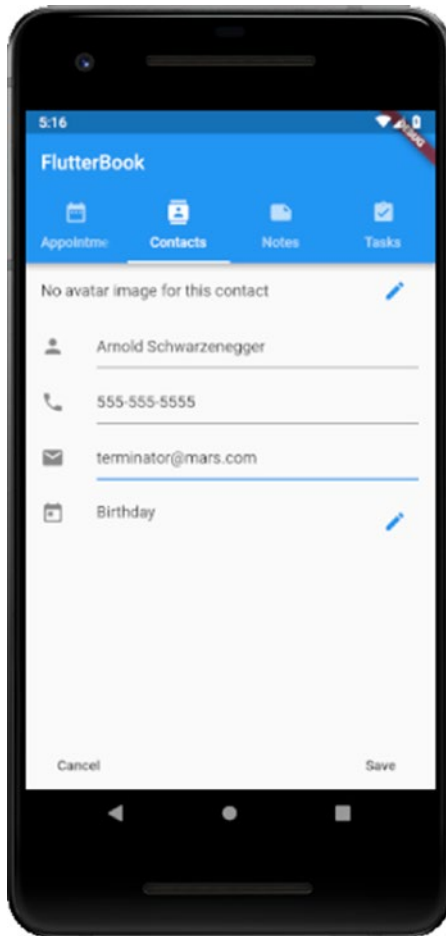 5:16
DEBUG
FlutterBook
Appointme Contacts Notes Tasks
No avatar image for this contact
Arnold Schwarzenegger
555-555-5555
terminator@mars.com
Birthday
Cancel Save